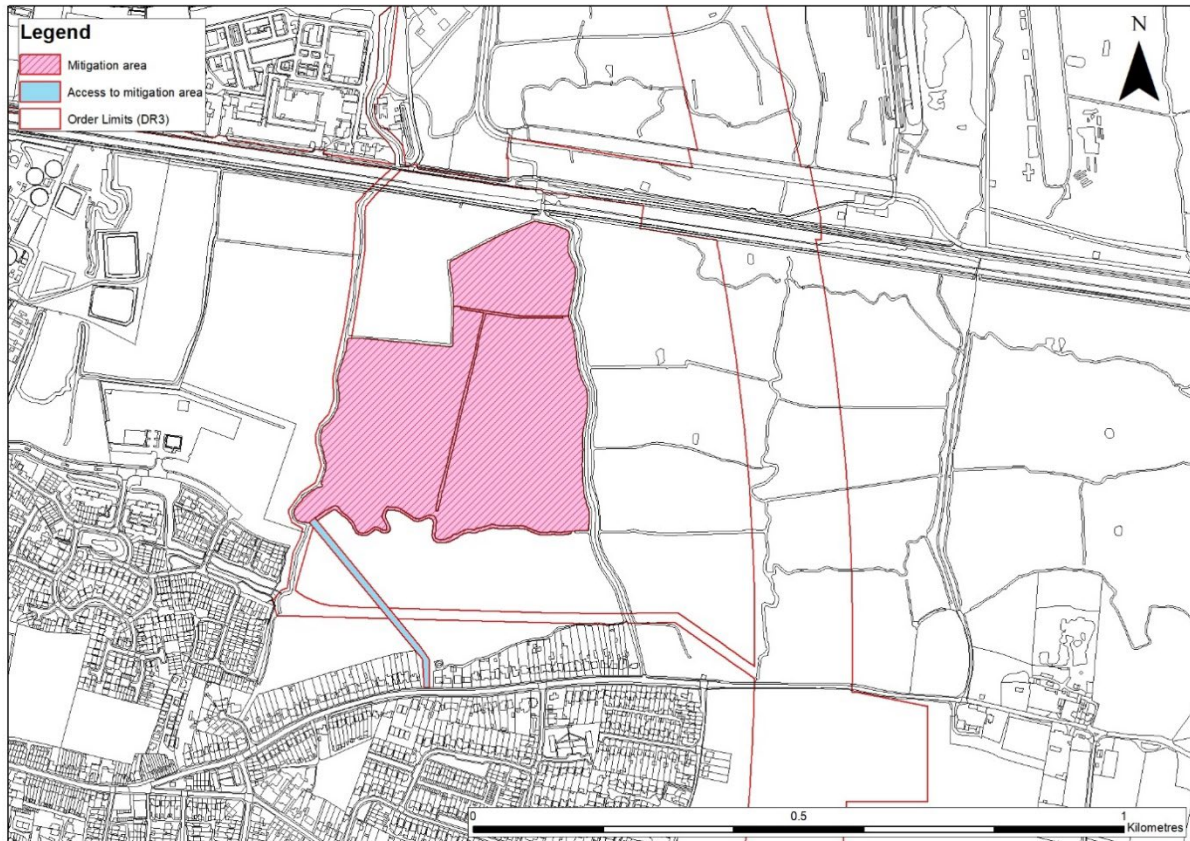 Legend
Mitigation area
Access to mitigation area
Order Limits (DR3)
N
0 0.5 1
Kilometres